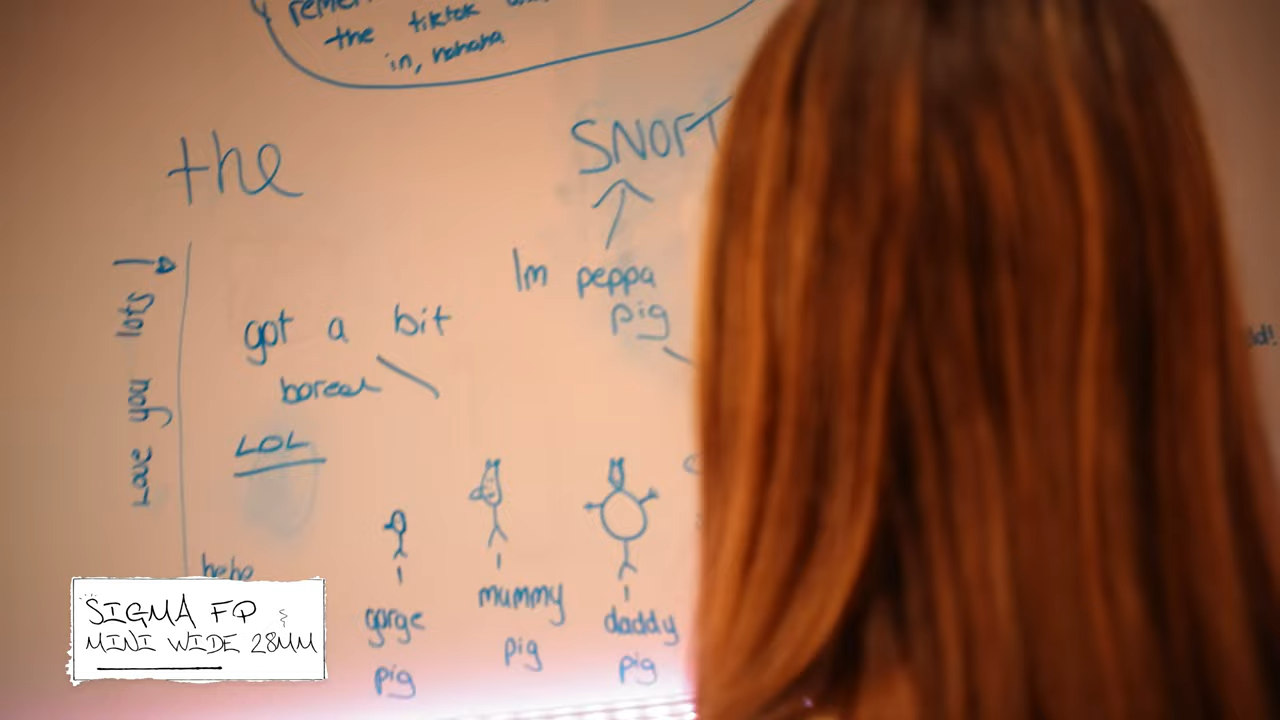 the tiktok
in, hahaha
the
SNORT
Im peppa
pig
love you lots
got a bit
bored
LOL
hehe
gorge
pig
mummy
pig
daddy
pig
SIGMA FP
MINI WIDE 28MM